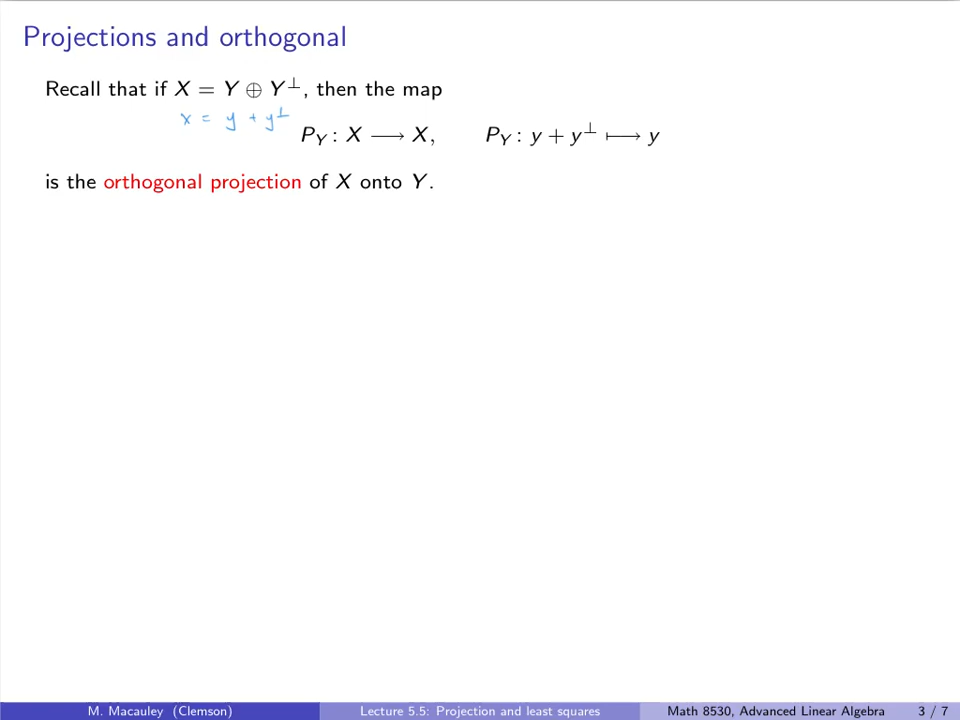 Projections and orthogonal
Recall that if X = Y ⊕ Y⊥, then the map
x = y + y⊥
P_Y : X ⟶ X, P_Y : y + y⊥ ⟼ y
is the orthogonal projection of X onto Y.
M. Macauley (Clemson) Lecture 5.5: Projection and least squares Math 8530, Advanced Linear Algebra 3 / 7